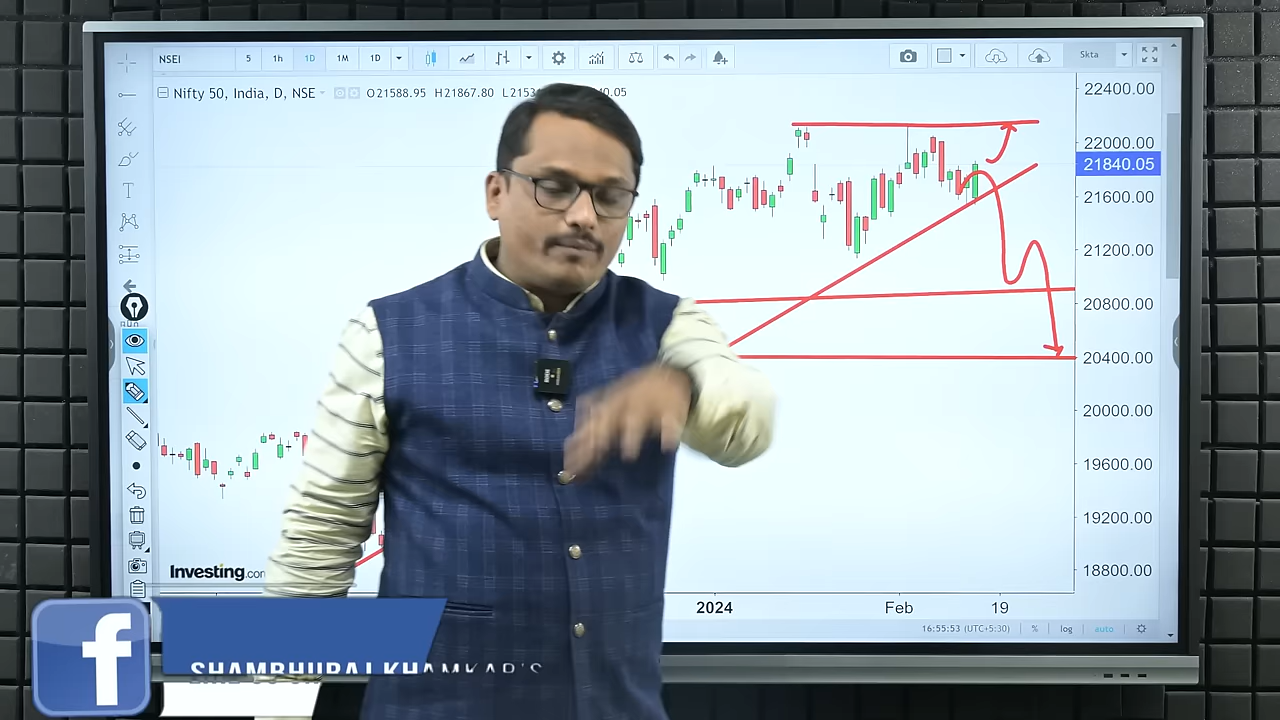 NSEI 5 1h 1D 1M 1D Skta
Nifty 50, India, D, NSE O21588.95 H21867.80 L2153
22400.00
22000.00
21840.05
21600.00
21200.00
20800.00
20400.00
20000.00
19600.00
19200.00
18800.00
T
Investing.co
2024 Feb 19
16:55:53 (UTC+5:30) % log auto
f
SHAMBHURAJ KHAMKAR'S